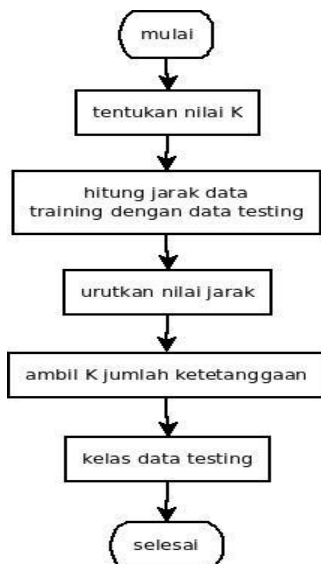 mulai
tentukan nilai K
hitung jarak data
training dengan data testing
urutkan nilai jarak
ambil K jumlah ketetanggaan
kelas data testing
selesai